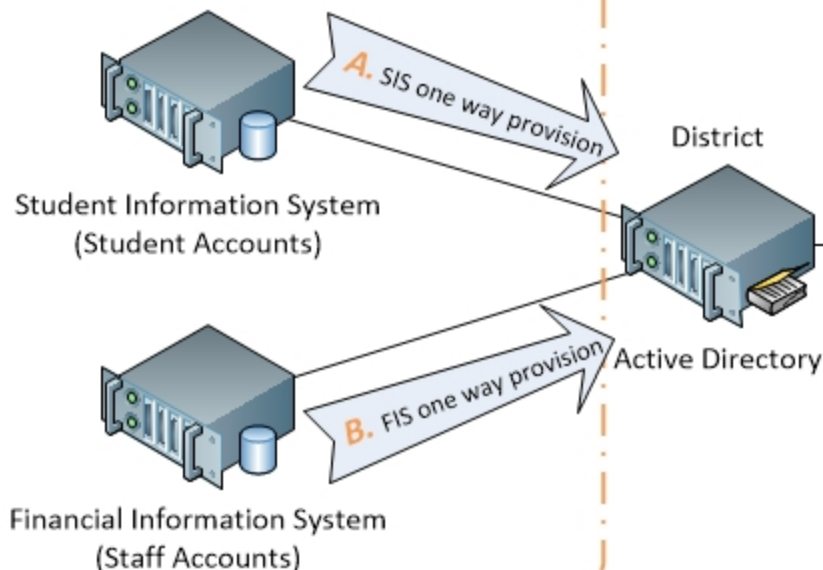 A. SIS one way provision
District
Student Information System
(Student Accounts)
Active Directory
B. FIS one way provision
Financial Information System
(Staff Accounts)